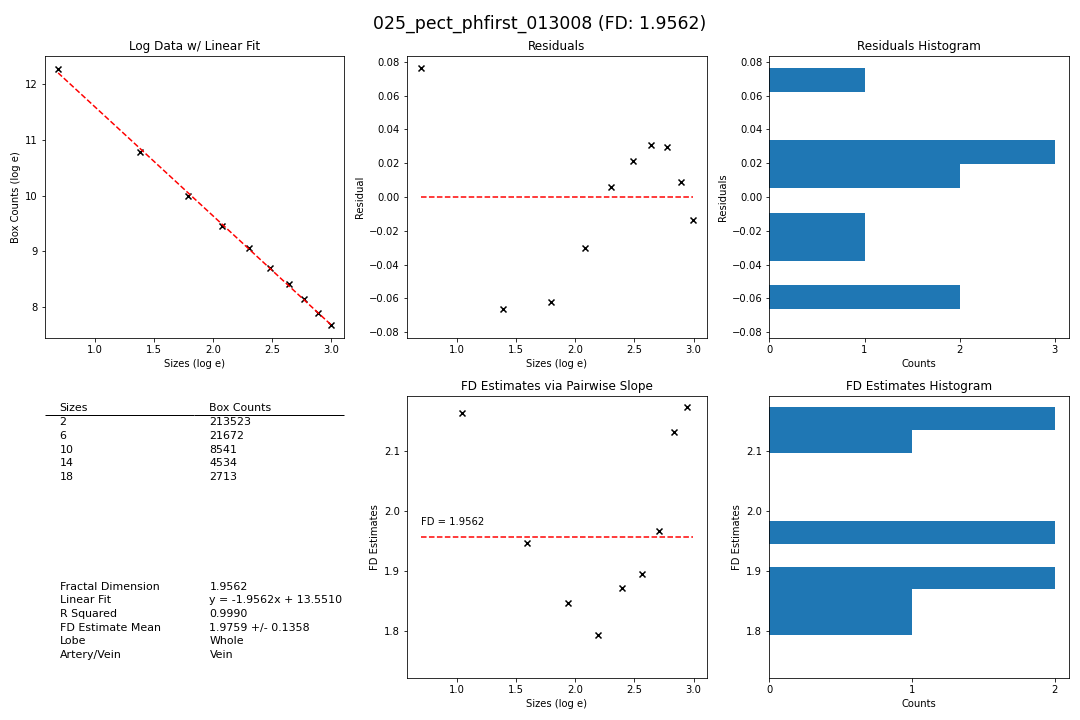 025_pect_phfirst_013008 (FD: 1.9562)
Log Data w/ Linear Fit
12
11
10
9
8
Box Counts (log e)
1.0 1.5 2.0 2.5 3.0
Sizes (log e)
Residuals
0.08
0.06
0.04
0.02
0.00
−0.02
−0.04
−0.06
−0.08
Residual
1.0 1.5 2.0 2.5 3.0
Sizes (log e)
Residuals Histogram
0.08
0.06
0.04
0.02
0.00
−0.02
−0.04
−0.06
−0.08
Residuals
0 1 2 3
Counts
Sizes Box Counts
2 213523
6 21672
10 8541
14 4534
18 2713
Fractal Dimension 1.9562
Linear Fit y = -1.9562x + 13.5510
R Squared 0.9990
FD Estimate Mean 1.9759 +/- 0.1358
Lobe Whole
Artery/Vein Vein
FD Estimates via Pairwise Slope
2.1
2.0
1.9
1.8
FD Estimates
FD = 1.9562
1.0 1.5 2.0 2.5 3.0
Sizes (log e)
FD Estimates Histogram
2.1
2.0
1.9
1.8
FD Estimates
0 1 2
Counts